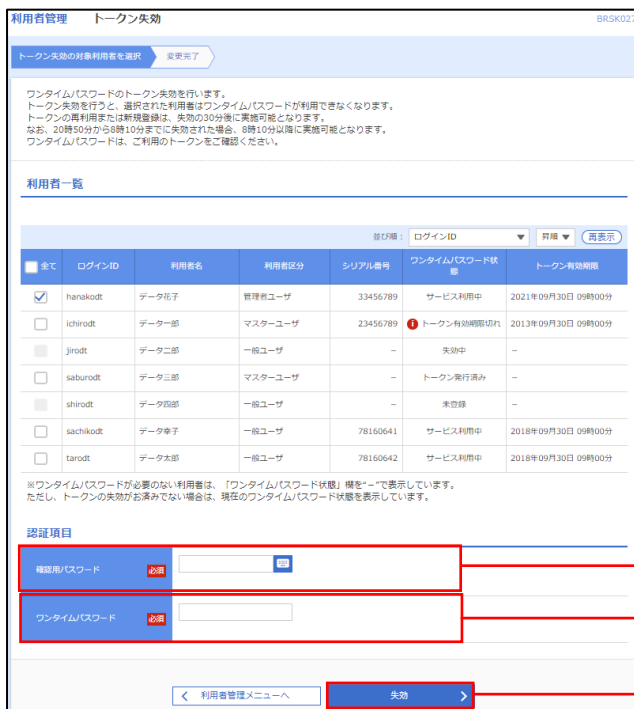 利用者管理 トークン失効 BRSK027
トークン失効の対象利用者を選択 変更完了
ワンタイムパスワードのトークン失効を行います。
トークン失効を行うと、選択された利用者はワンタイムパスワードが利用できなくなります。
トークンの再利用または新規登録は、失効の30分後に実施可能となります。
なお、20時50分から8時10分までに失効された場合、8時10分以降に実施可能となります。
ワンタイムパスワードは、ご利用のトークンをご確認ください。
利用者一覧
並び順： ログインID 昇順 再表示
全て ログインID 利用者名 利用者区分 シリアル番号 ワンタイムパスワード状態 トークン有効期限
hanakodt データ花子 管理者ユーザ 33456789 サービス利用中 2021年09月30日 09時00分
ichirodt データ一郎 マスターユーザ 23456789 トークン有効期限切れ 2013年09月30日 09時00分
jirodt データ二郎 一般ユーザ － 失効中 －
saburodt データ三郎 マスターユーザ － トークン発行済み －
shirodt データ四郎 一般ユーザ － 未登録 －
sachikodt データ幸子 一般ユーザ 78160641 サービス利用中 2018年09月30日 09時00分
tarodt データ太郎 一般ユーザ 78160642 サービス利用中 2018年09月30日 09時00分
※ワンタイムパスワードが必要のない利用者は、「ワンタイムパスワード状態」欄を“－”で表示しています。
ただし、トークンの失効がお済みでない場合は、現在のワンタイムパスワード状態を表示しています。
認証項目
確認用パスワード 必須
ワンタイムパスワード 必須
利用者管理メニューへ 失効